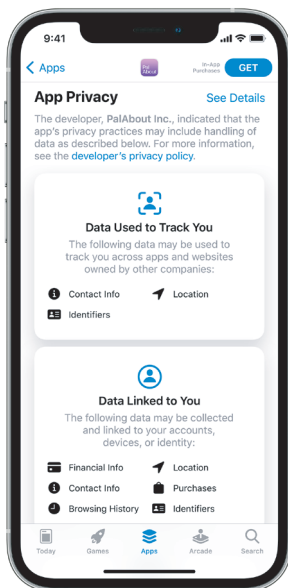 9:41
Apps
Pal About
In-App Purchases
GET
App Privacy
See Details
The developer, PalAbout Inc., indicated that the
app's privacy practices may include handling of
data as described below. For more information,
see the developer's privacy policy.
Data Used to Track You
The following data may be used to
track you across apps and websites
owned by other companies:
Contact Info
Location
Identifiers
Data Linked to You
The following data may be collected
and linked to your accounts,
devices, or identity:
Financial Info
Location
Contact Info
Purchases
Browsing History
Identifiers
Today
Games
Apps
Arcade
Search